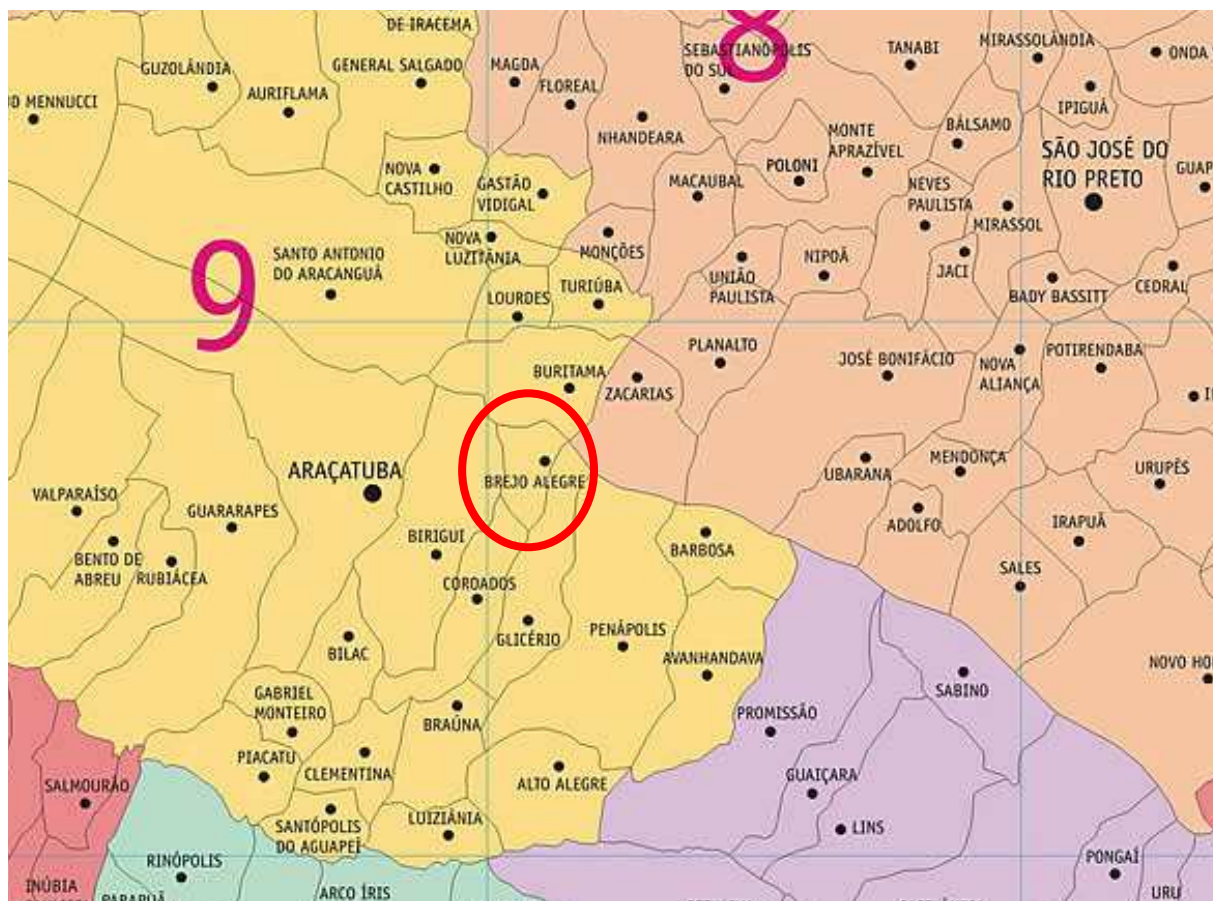 DE IRACEMA
8
GUZOLÂNDIA
GENERAL SALGADO
MAGDA
FLOREAL
SEBASTIANÓPOLIS
DO SUL
TANABI
MIRASSOLÂNDIA
ONDA
AURIFLAMA
D MENNUCCI
NHANDEARA
IPIGUÁ
BÁLSAMO
MONTE
APRAZÍVEL
SÃO JOSÉ DO
RIO PRETO
NOVA
CASTILHO
GASTÃO
VIDIGAL
MACAUBAL
POLONI
NEVES
PAULISTA
GUAP
MIRASSOL
9
SANTO ANTONIO
DO ARACANGUÁ
NOVA
LUZITÂNIA
MONÇÕES
UNIÃO
PAULISTA
NIPOÃ
JACI
BADY BASSITT
CEDRAL
LOURDES
TURIÚBA
PLANALTO
JOSÉ BONIFÁCIO
NOVA
ALIANÇA
POTIRENDABA
BURITAMA
ZACARIAS
ARAÇATUBA
BREJO ALEGRE
UBARANA
MENDONÇA
URUPÊS
VALPARAÍSO
GUARARAPES
ADOLFO
IRAPUÃ
BENTO DE
ABREU
RUBIÁCEA
BIRIGUI
BARBOSA
SALES
COROADOS
GLICÉRIO
PENÁPOLIS
BILAC
AVANHANDAVA
SABINO
NOVO HO
GABRIEL
MONTEIRO
BRAÚNA
PROMISSÃO
PIACATU
CLEMENTINA
ALTO ALEGRE
GUAIÇARA
SALMOURÃO
SANTÓPOLIS
DO AGUAPEÍ
LUIZIÂNIA
LINS
RINÓPOLIS
PONGAÍ
INÚBIA
ARCO ÍRIS
URU